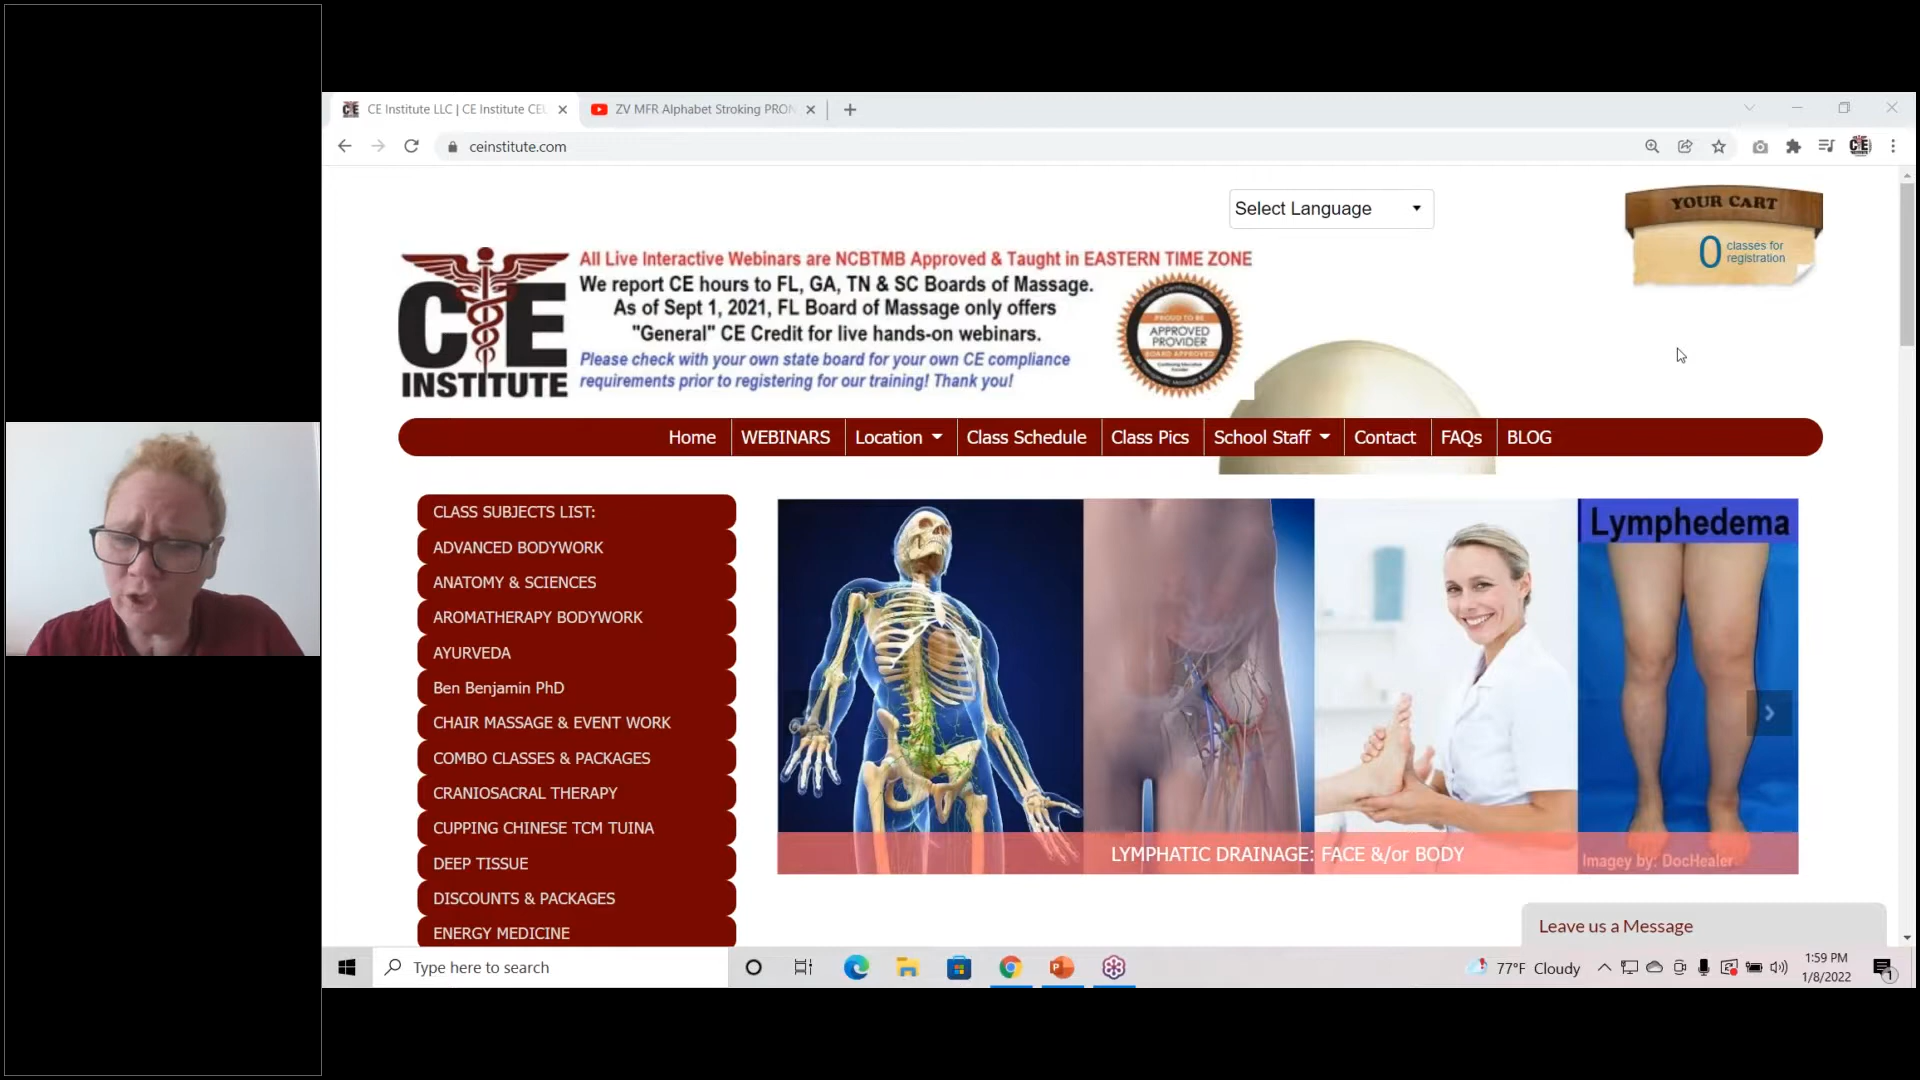 CE Institute LLC | CE Institute CEU
ZV MFR Alphabet Stroking PRON
ceinstitute.com
Select Language
YOUR CART
0 classes for
registration
CE
INSTITUTE
All Live Interactive Webinars are NCBTMB Approved & Taught in EASTERN TIME ZONE
We report CE hours to FL, GA, TN & SC Boards of Massage.
As of Sept 1, 2021, FL Board of Massage only offers
"General" CE Credit for live hands-on webinars.
Please check with your own state board for your own CE compliance
requirements prior to registering for our training! Thank you!
PROUD TO BE
APPROVED
PROVIDER
BOARD APPROVED
Home
WEBINARS
Location
Class Schedule
Class Pics
School Staff
Contact
FAQs
BLOG
CLASS SUBJECTS LIST:
ADVANCED BODYWORK
ANATOMY & SCIENCES
AROMATHERAPY BODYWORK
AYURVEDA
Ben Benjamin PhD
CHAIR MASSAGE & EVENT WORK
COMBO CLASSES & PACKAGES
CRANIOSACRAL THERAPY
CUPPING CHINESE TCM TUINA
DEEP TISSUE
DISCOUNTS & PACKAGES
ENERGY MEDICINE
Lymphedema
LYMPHATIC DRAINAGE: FACE &/or BODY
Imagey by: DocHealer
Leave us a Message
Type here to search
77°F Cloudy
1:59 PM
1/8/2022
1